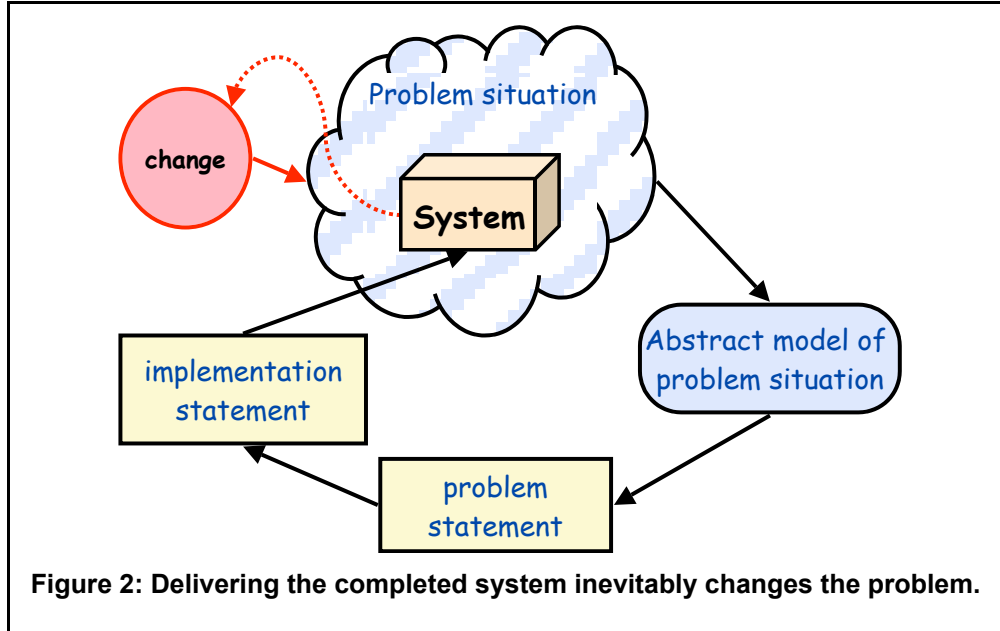 Problem situation
change
System
Abstract model of
problem situation
implementation
statement
problem
statement
Figure 2: Delivering the completed system inevitably changes the problem.